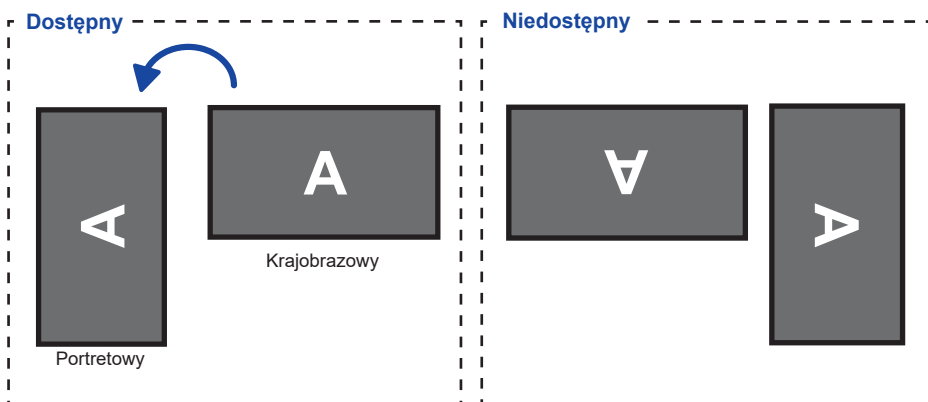 Dostępny
Niedostępny
A
A
A
A
Krajobrazowy
Portretowy